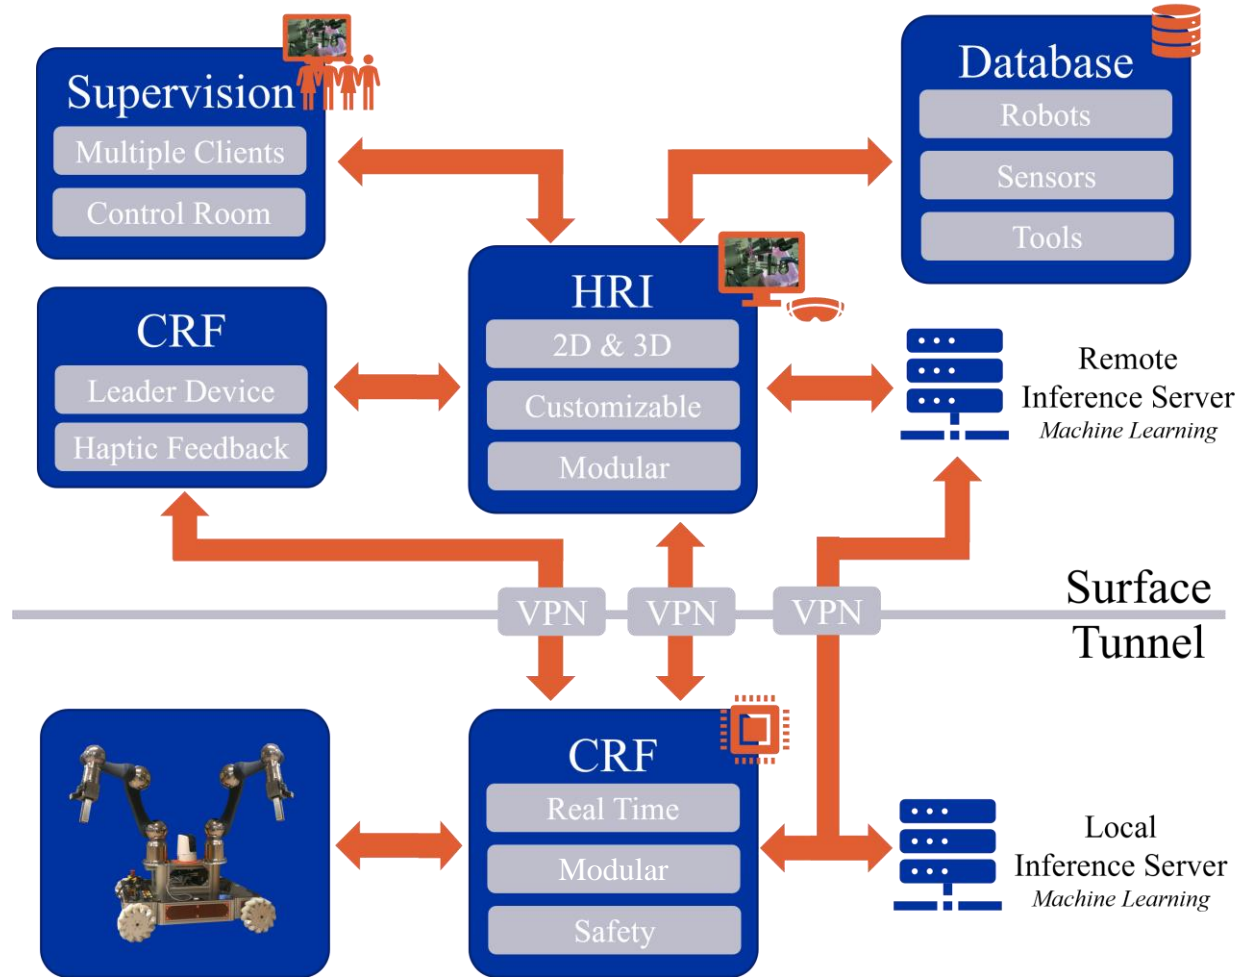 Supervision
Multiple Clients
Control Room
Database
Robots
Sensors
Tools
HRI
2D & 3D
Customizable
Modular
CRF
Leader Device
Haptic Feedback
Remote
Inference Server
Machine Learning
VPN
VPN
VPN
Surface
Tunnel
CRF
Real Time
Modular
Safety
Local
Inference Server
Machine Learning